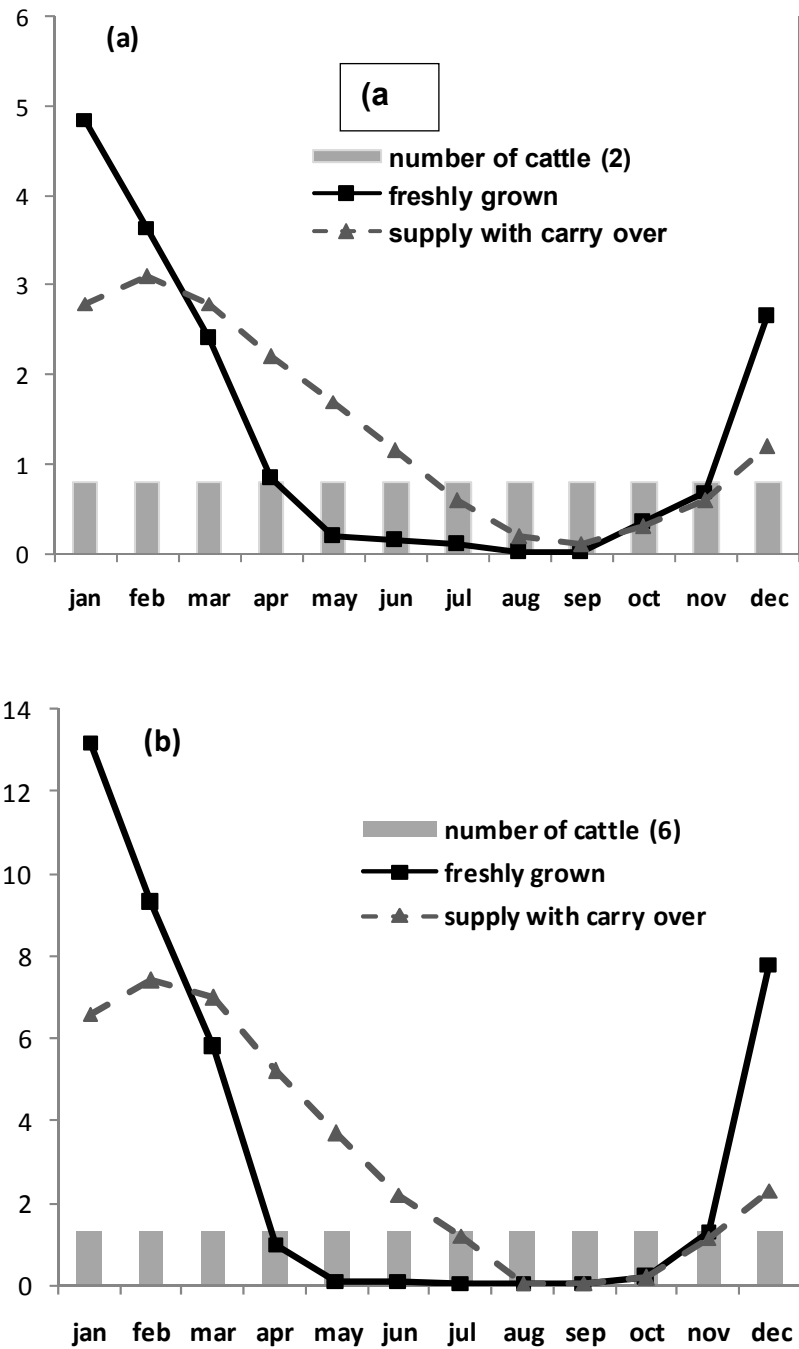 6
(a)
(a
5
number of cattle (2)
freshly grown
4
supply with carry over
3
2
1
0
jan feb mar apr may jun jul aug sep oct nov dec
14
(b)
12
number of cattle (6)
10
freshly grown
supply with carry over
8
6
4
2
0
jan feb mar apr may jun jul aug sep oct nov dec